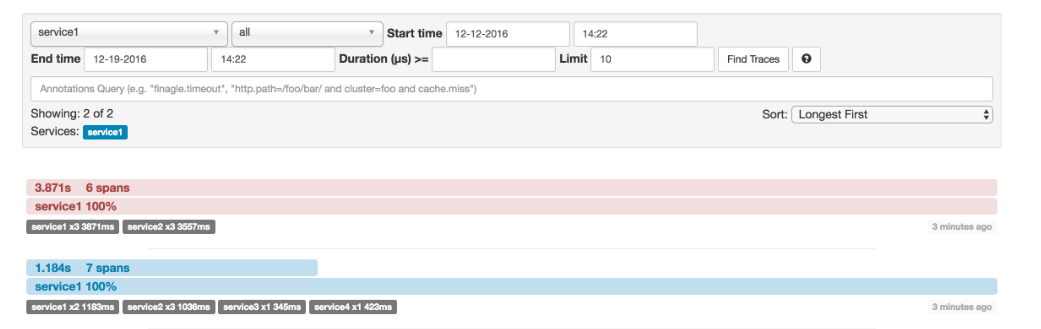 service1 all Start time 12-12-2016 14:22
End time 12-19-2016 14:22 Duration (µs) >= Limit 10 Find Traces ?
Annotations Query (e.g. "finagle.timeout", "http.path=/foo/bar/ and cluster=foo and cache.miss")
Showing: 2 of 2 Sort: Longest First
Services: service1
3.871s 6 spans
service1 100%
service1 x3 3871ms service2 x3 3557ms 3 minutes ago
1.184s 7 spans
service1 100%
service1 x2 1183ms service2 x3 1036ms service3 x1 345ms service4 x1 423ms 3 minutes ago